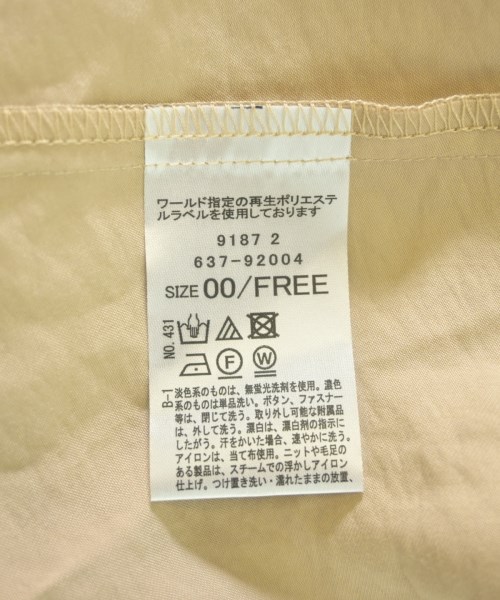 ワールド指定の再生ポリエステ
ルラベルを使用しております
9187 2
637-92004
SIZE 00/FREE
NO.431
B-1
淡色系のものは、無蛍光洗剤を使用。濃色
系のものは単品洗い。ボタン、ファスナー
等は、閉じて洗う。取り外し可能な附属品
は、外して洗う。漂白は、漂白剤の指示に
したがう。汗をかいた場合、速やかに洗う。
アイロンは、当て布使用。ニットや毛足の
ある製品は、スチームでの浮かしアイロン
仕上げ。つけ置き洗い・濡れたままの放置、
F
W